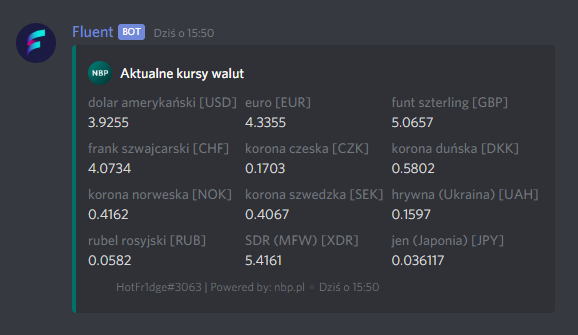 Fluent BOT Dziś o 15:50
NBP Aktualne kursy walut
dolar amerykański [USD] euro [EUR] funt szterling [GBP]
3.9255 4.3355 5.0657
frank szwajcarski [CHF] korona czeska [CZK] korona duńska [DKK]
4.0734 0.1703 0.5802
korona norweska [NOK] korona szwedzka [SEK] hrywna (Ukraina) [UAH]
0.4162 0.4067 0.1597
rubel rosyjski [RUB] SDR (MFW) [XDR] jen (Japonia) [JPY]
0.0582 5.4161 0.036117
HotFr1dge#3063 | Powered by: nbp.pl • Dziś o 15:50